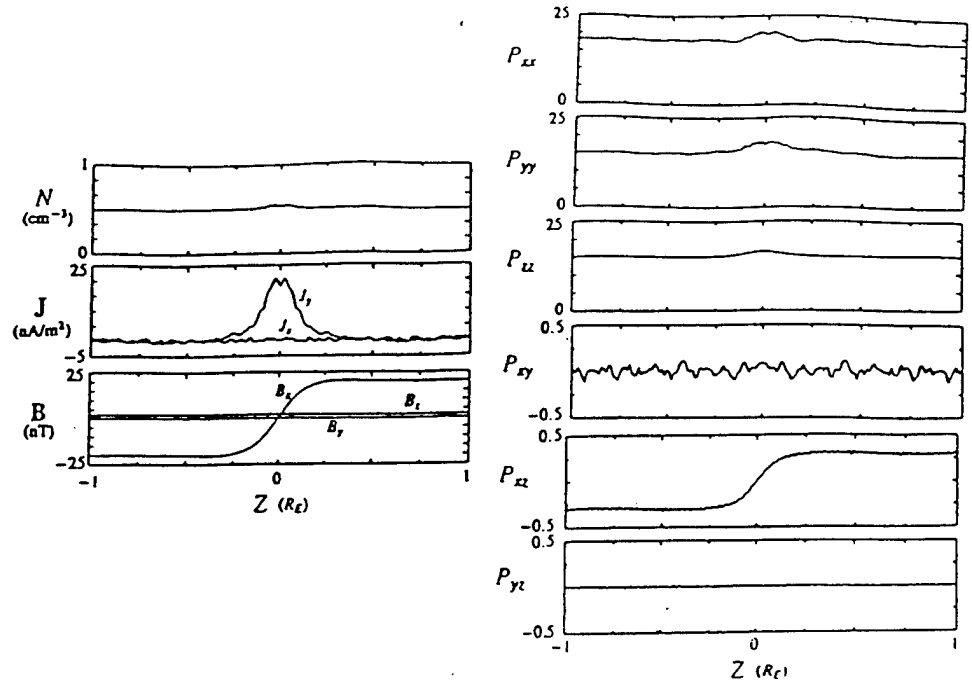 1
N
(cm⁻³)
0
25
J
(nA/m²)
-5
J_y
J_x
25
B
(nT)
-25
B_x
B_z
B_y
-1
0
1
Z (R_E)
25
P_xx
0
25
P_yy
0
25
P_zz
0
0.5
P_xy
-0.5
0.5
P_xz
-0.5
0.5
P_yz
-0.5
-1
0
1
Z (R_E)